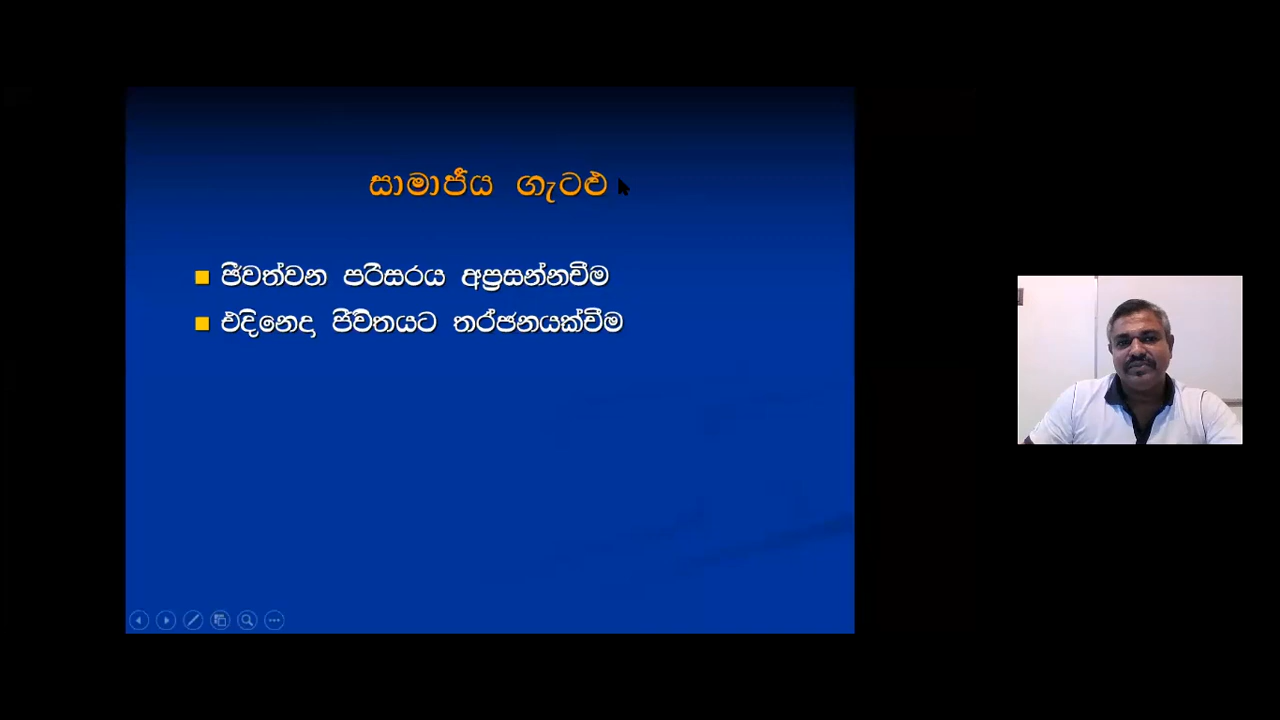 සාමාජීය ගැටළු
ජීවත්වන පරිසරය අප්‍රසන්නවීම
එදිනෙදා ජීවිතයට තර්ජනයක්වීම